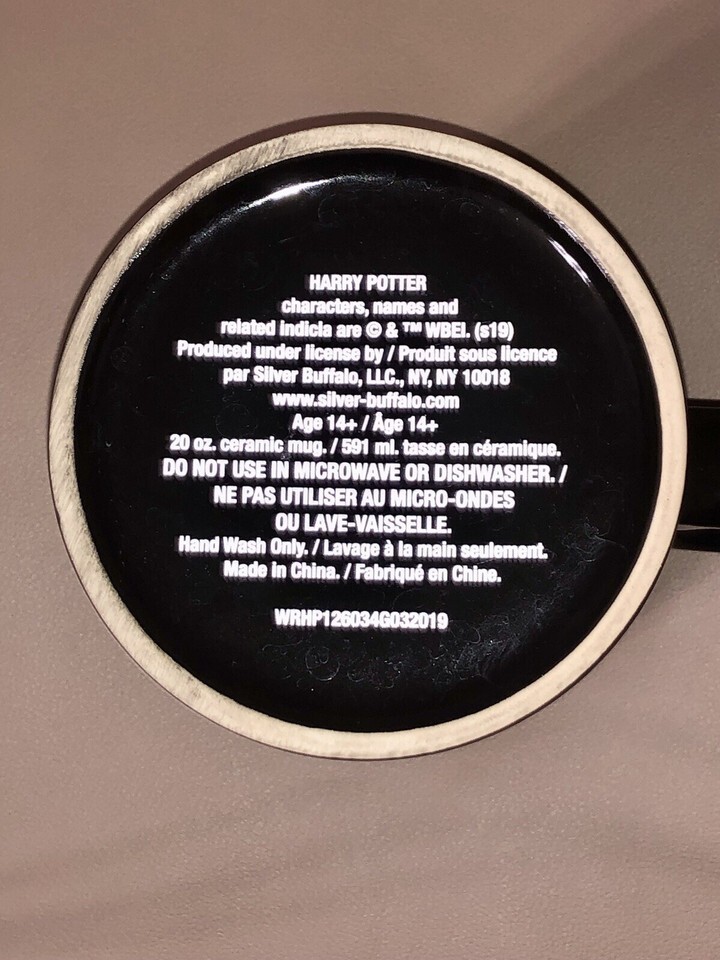 HARRY POTTER
characters, names and
related indicia are © & ™ WBEI. (s19)
Produced under license by / Produit sous licence
par Silver Buffalo, LLC., NY, NY 10018
www.silver-buffalo.com
Age 14+ / Âge 14+
20 oz. ceramic mug. / 591 ml. tasse en céramique.
DO NOT USE IN MICROWAVE OR DISHWASHER. /
NE PAS UTILISER AU MICRO-ONDES
OU LAVE-VAISSELLE.
Hand Wash Only. / Lavage à la main seulement.
Made in China. / Fabriqué en Chine.
WRHP126034G032019